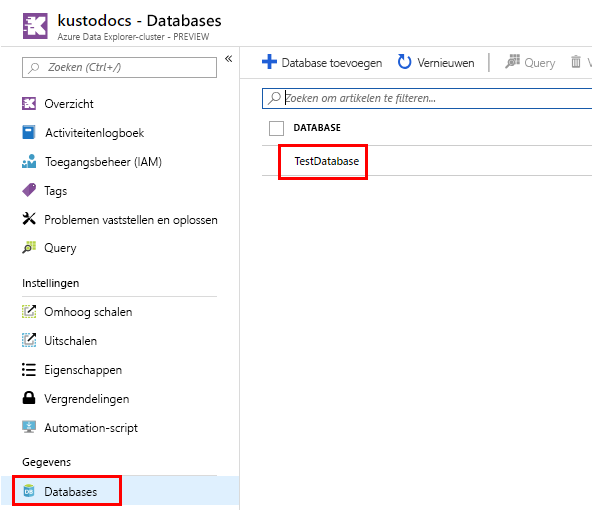 kustodocs - Databases
Azure Data Explorer-cluster - PREVIEW
Zoeken (Ctrl+/)
«
Overzicht
Activiteitenlogboek
Toegangsbeheer (IAM)
Tags
Problemen vaststellen en oplossen
Query
Instellingen
Omhoog schalen
Uitschalen
Eigenschappen
Vergrendelingen
Automation-script
Gegevens
Databases
Database toevoegen Vernieuwen Query
Zoeken om artikelen te filteren...
DATABASE
TestDatabase